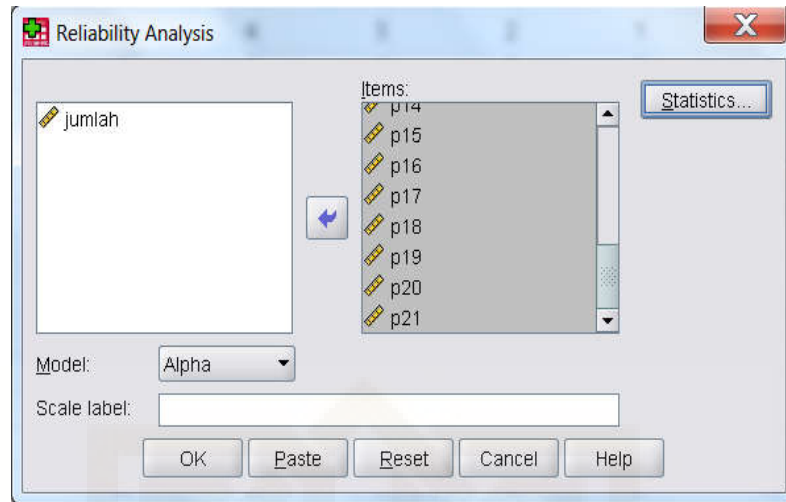 Reliability Analysis
X
jumlah
Items:
p14
p15
p16
p17
p18
p19
p20
p21
Statistics...
Model:
Alpha
Scale label:
OK
Paste
Reset
Cancel
Help